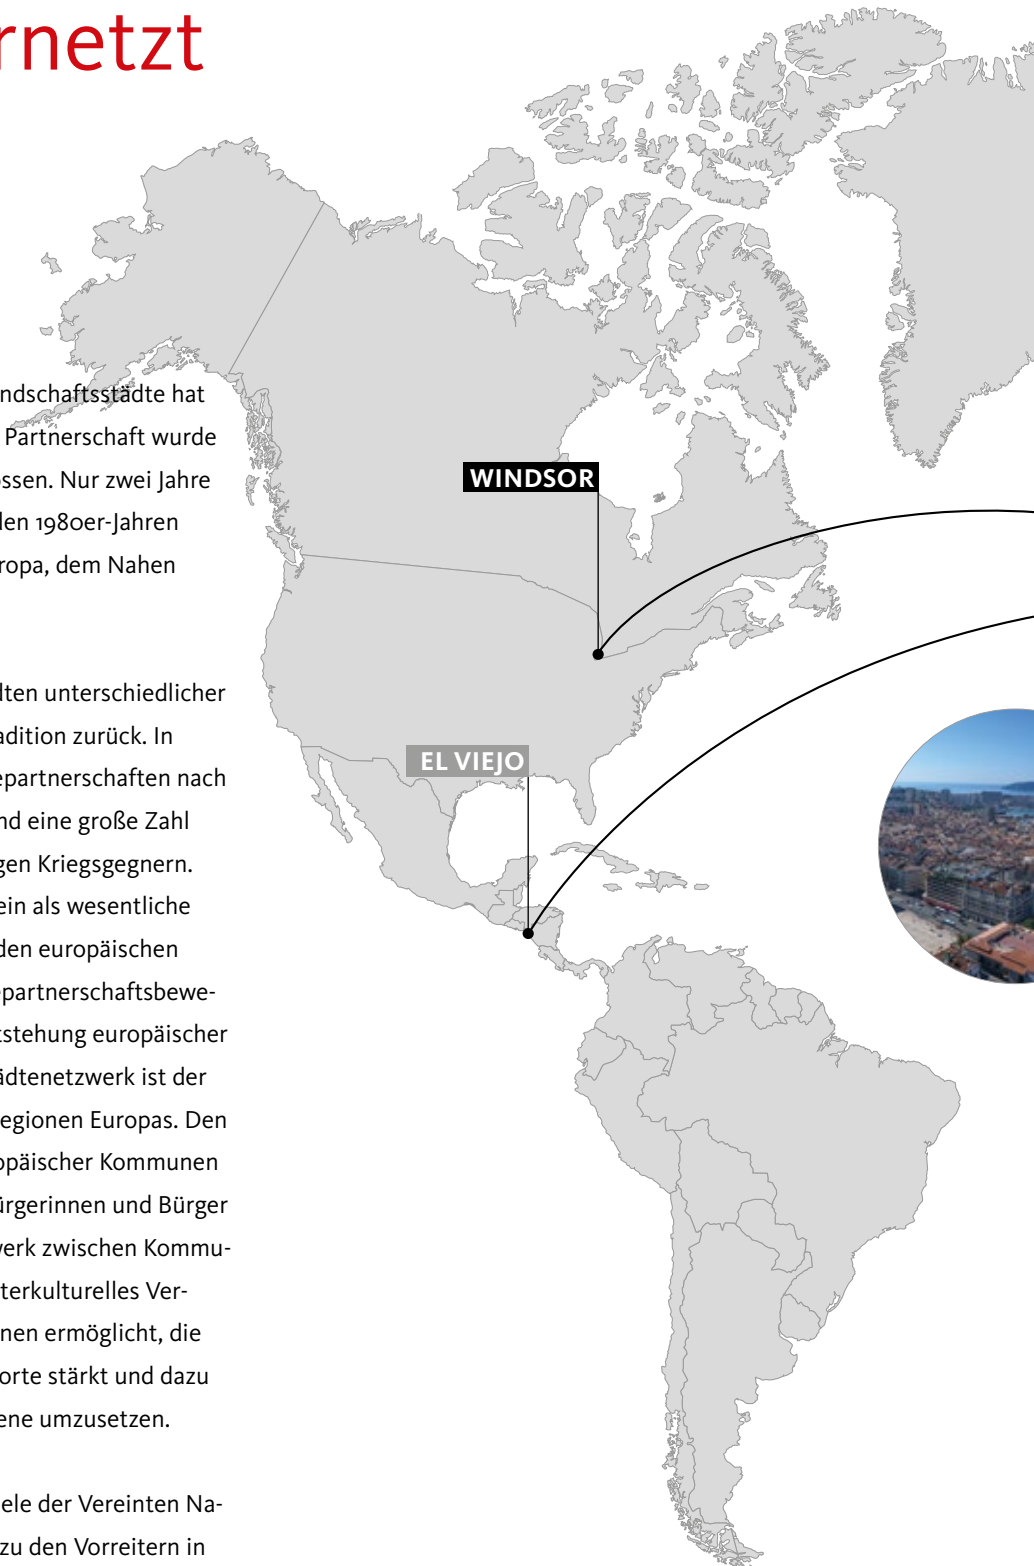 rnetzt
ndschaftsstädte hat
Partnerschaft wurde
ssen. Nur zwei Jahre
den 1980er-Jahren
ropa, dem Nahen
dten unterschiedlicher
adition zurück. In
epartnerschaften nach
nd eine große Zahl
gen Kriegsgegnern.
ein als wesentliche
den europäischen
epartnerschaftsbewe-
tstehung europäischer
ädtenetzwerk ist der
egionen Europas. Den
opäischer Kommunen
ürgerinnen und Bürger
werk zwischen Kommu-
terkulturelles Ver-
nen ermöglicht, die
orte stärkt und dazu
ene umzusetzen.
ele der Vereinten Na-
zu den Vorreitern in
WINDSOR
EL VIEJO